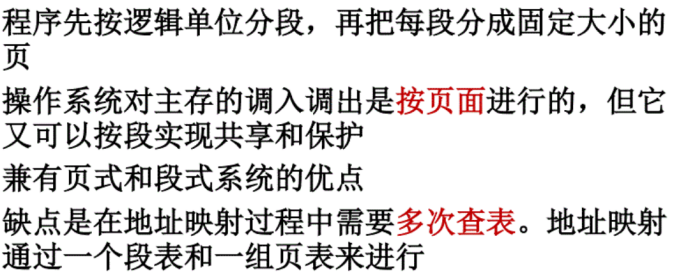 程序先按逻辑单位分段，再把每段分成固定大小的
页
操作系统对主存的调入调出是按页面进行的，但它
又可以按段实现共享和保护
兼有页式和段式系统的优点
缺点是在地址映射过程中需要多次查表。地址映射
通过一个段表和一组页表来进行